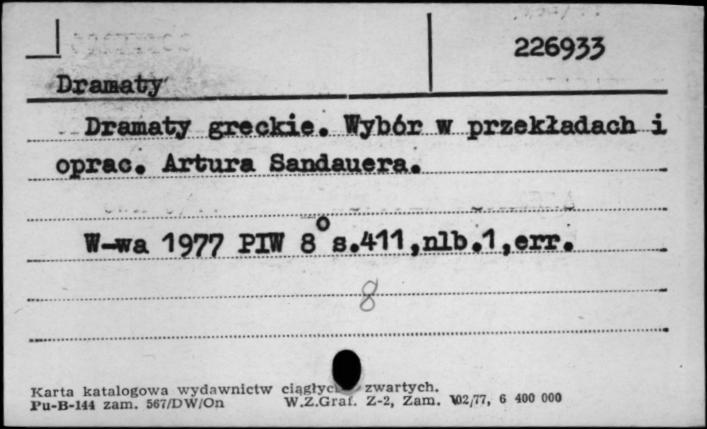 226933
Dramaty
Dramaty greckie. Wybór w przekładach i
oprac. Artura Sandauera.
W-wa 1977 PIW 8° s.411,nlb.1,err.
8
Karta katalogowa wydawnictw zwartych.
Pu-B-144 zam. 567/DW/On W.Z.Graf. Z-2, Zam. 102/77, 6 400 000